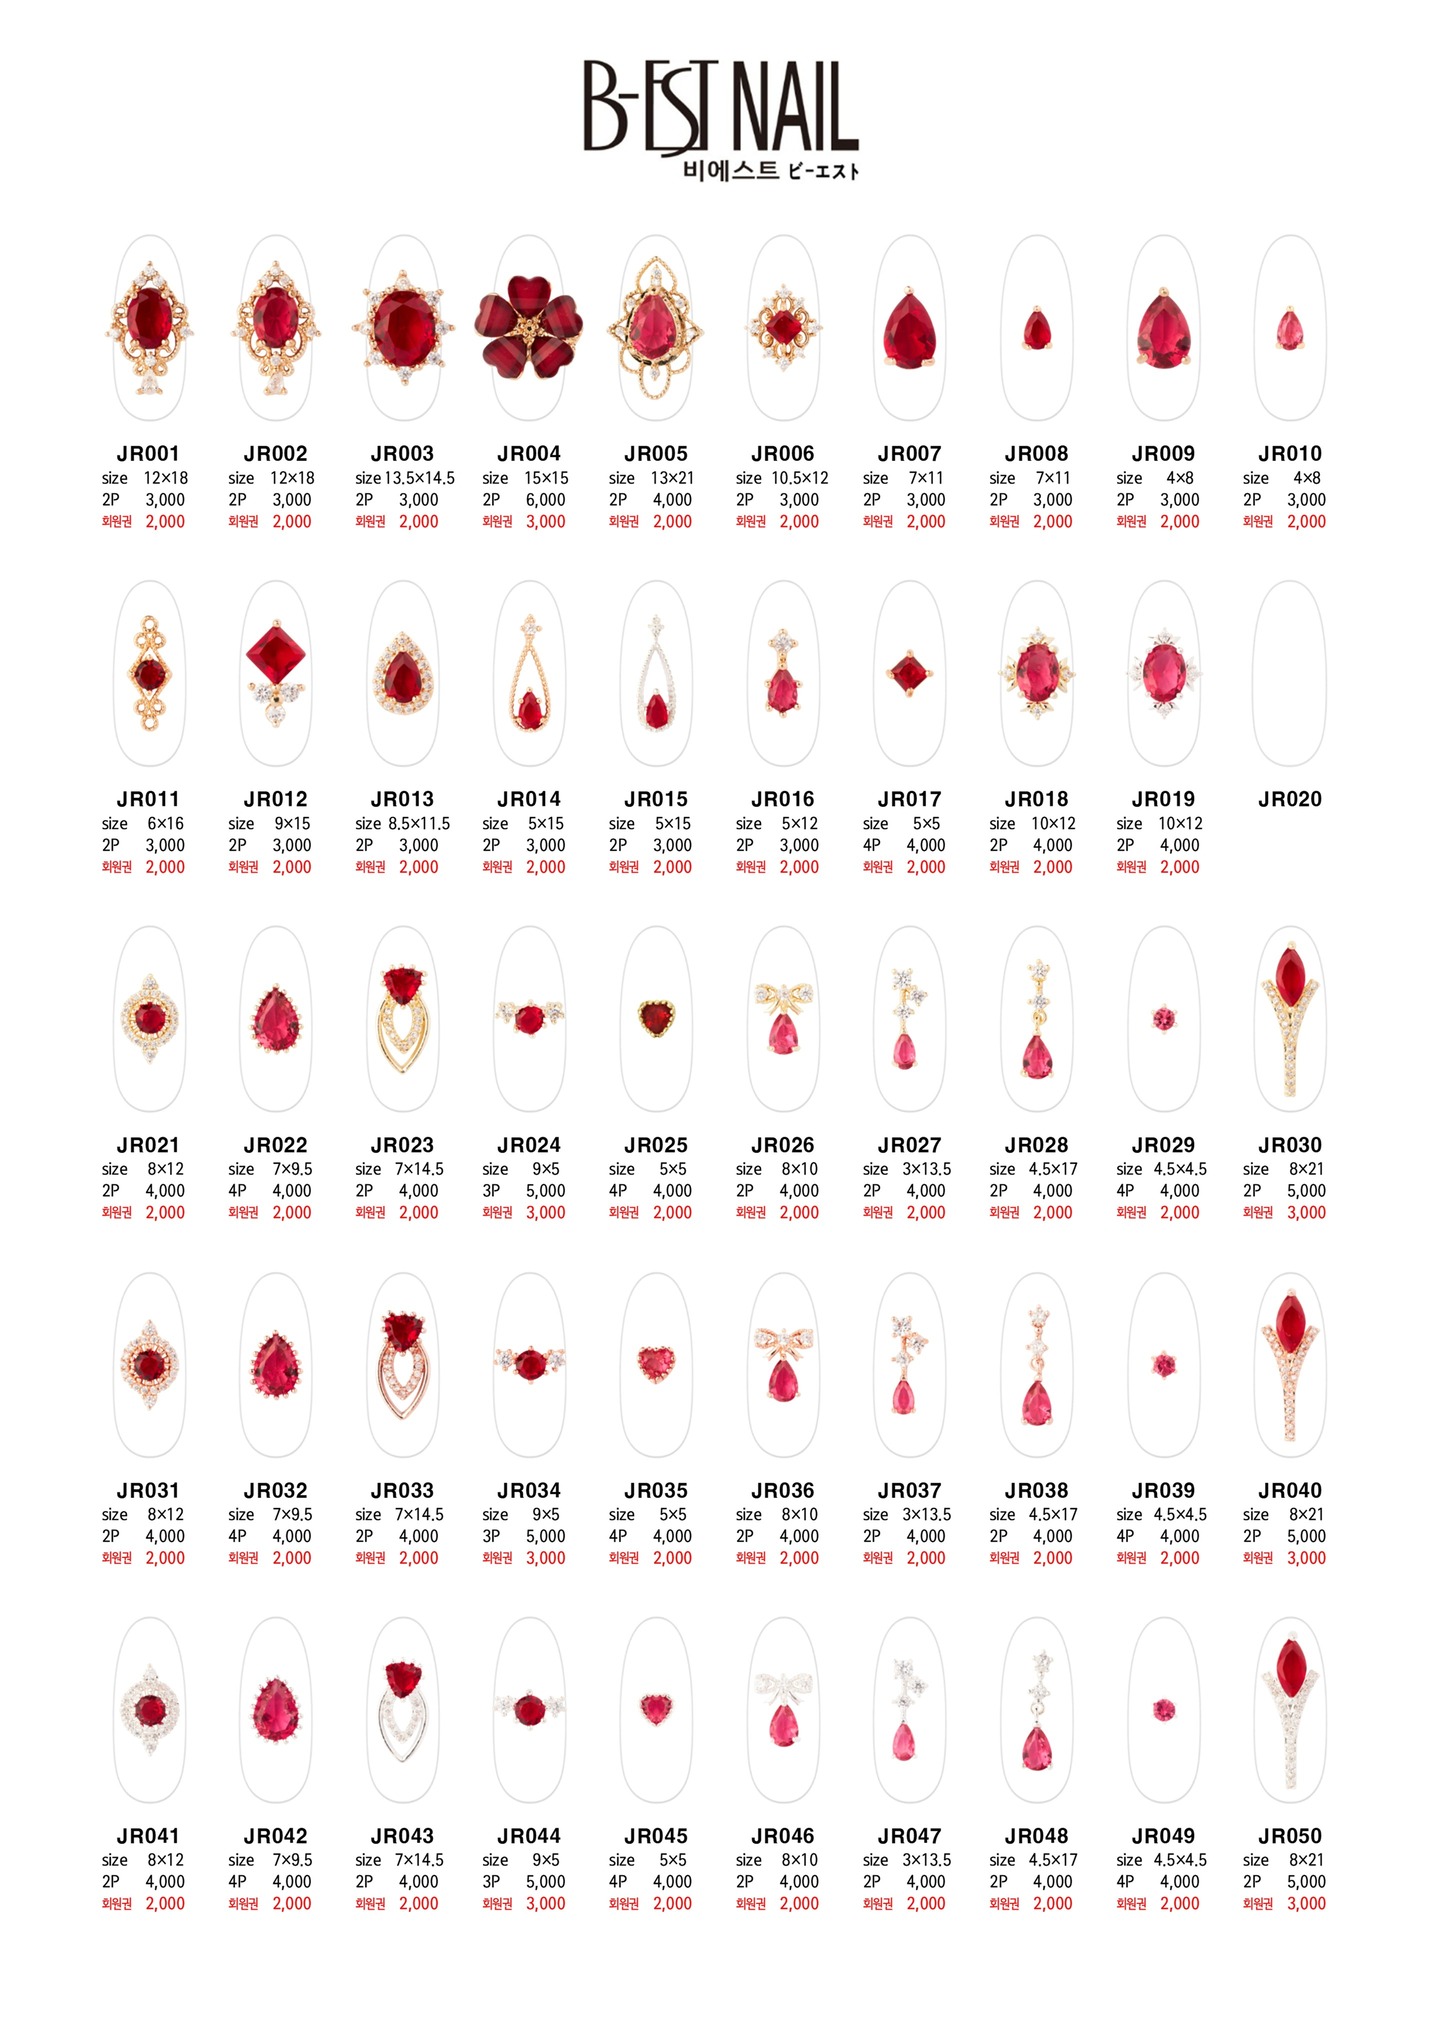 B-EST NAIL
비에스트 ビーエスト
JR001 JR002 JR003 JR004 JR005 JR006 JR007 JR008 JR009 JR010
size 12×18 size 12×18 size 13.5×14.5 size 15×15 size 13×21 size 10.5×12 size 7×11 size 7×11 size 4×8 size 4×8
2P 3,000 2P 3,000 2P 3,000 2P 6,000 2P 4,000 2P 3,000 2P 3,000 2P 3,000 2P 3,000 2P 3,000
회원권 2,000 회원권 2,000 회원권 2,000 회원권 3,000 회원권 2,000 회원권 2,000 회원권 2,000 회원권 2,000 회원권 2,000 회원권 2,000
JR011 JR012 JR013 JR014 JR015 JR016 JR017 JR018 JR019 JR020
size 6×16 size 9×15 size 8.5×11.5 size 5×15 size 5×15 size 5×12 size 5×5 size 10×12 size 10×12
2P 3,000 2P 3,000 2P 3,000 2P 3,000 2P 3,000 2P 3,000 4P 4,000 2P 4,000 2P 4,000
회원권 2,000 회원권 2,000 회원권 2,000 회원권 2,000 회원권 2,000 회원권 2,000 회원권 2,000 회원권 2,000 회원권 2,000
JR021 JR022 JR023 JR024 JR025 JR026 JR027 JR028 JR029 JR030
size 8×12 size 7×9.5 size 7×14.5 size 9×5 size 5×5 size 8×10 size 3×13.5 size 4.5×17 size 4.5×4.5 size 8×21
2P 4,000 4P 4,000 2P 4,000 3P 5,000 4P 4,000 2P 4,000 2P 4,000 2P 4,000 4P 4,000 2P 5,000
회원권 2,000 회원권 2,000 회원권 2,000 회원권 3,000 회원권 2,000 회원권 2,000 회원권 2,000 회원권 2,000 회원권 2,000 회원권 3,000
JR031 JR032 JR033 JR034 JR035 JR036 JR037 JR038 JR039 JR040
size 8×12 size 7×9.5 size 7×14.5 size 9×5 size 5×5 size 8×10 size 3×13.5 size 4.5×17 size 4.5×4.5 size 8×21
2P 4,000 4P 4,000 2P 4,000 3P 5,000 4P 4,000 2P 4,000 2P 4,000 2P 4,000 4P 4,000 2P 5,000
회원권 2,000 회원권 2,000 회원권 2,000 회원권 3,000 회원권 2,000 회원권 2,000 회원권 2,000 회원권 2,000 회원권 2,000 회원권 3,000
JR041 JR042 JR043 JR044 JR045 JR046 JR047 JR048 JR049 JR050
size 8×12 size 7×9.5 size 7×14.5 size 9×5 size 5×5 size 8×10 size 3×13.5 size 4.5×17 size 4.5×4.5 size 8×21
2P 4,000 4P 4,000 2P 4,000 3P 5,000 4P 4,000 2P 4,000 2P 4,000 2P 4,000 4P 4,000 2P 5,000
회원권 2,000 회원권 2,000 회원권 2,000 회원권 3,000 회원권 2,000 회원권 2,000 회원권 2,000 회원권 2,000 회원권 2,000 회원권 3,000